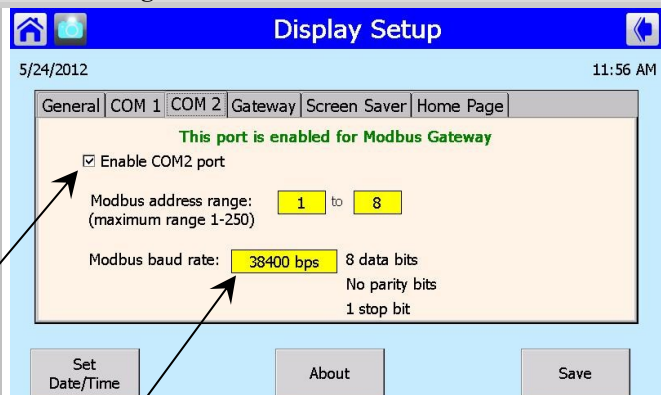 Display Setup
5/24/2012 11:56 AM
General COM 1 COM 2 Gateway Screen Saver Home Page
This port is enabled for Modbus Gateway
Enable COM2 port
Modbus address range: 1 to 8
(maximum range 1-250)
Modbus baud rate: 38400 bps 8 data bits
No parity bits
1 stop bit
Set
Date/Time
About
Save